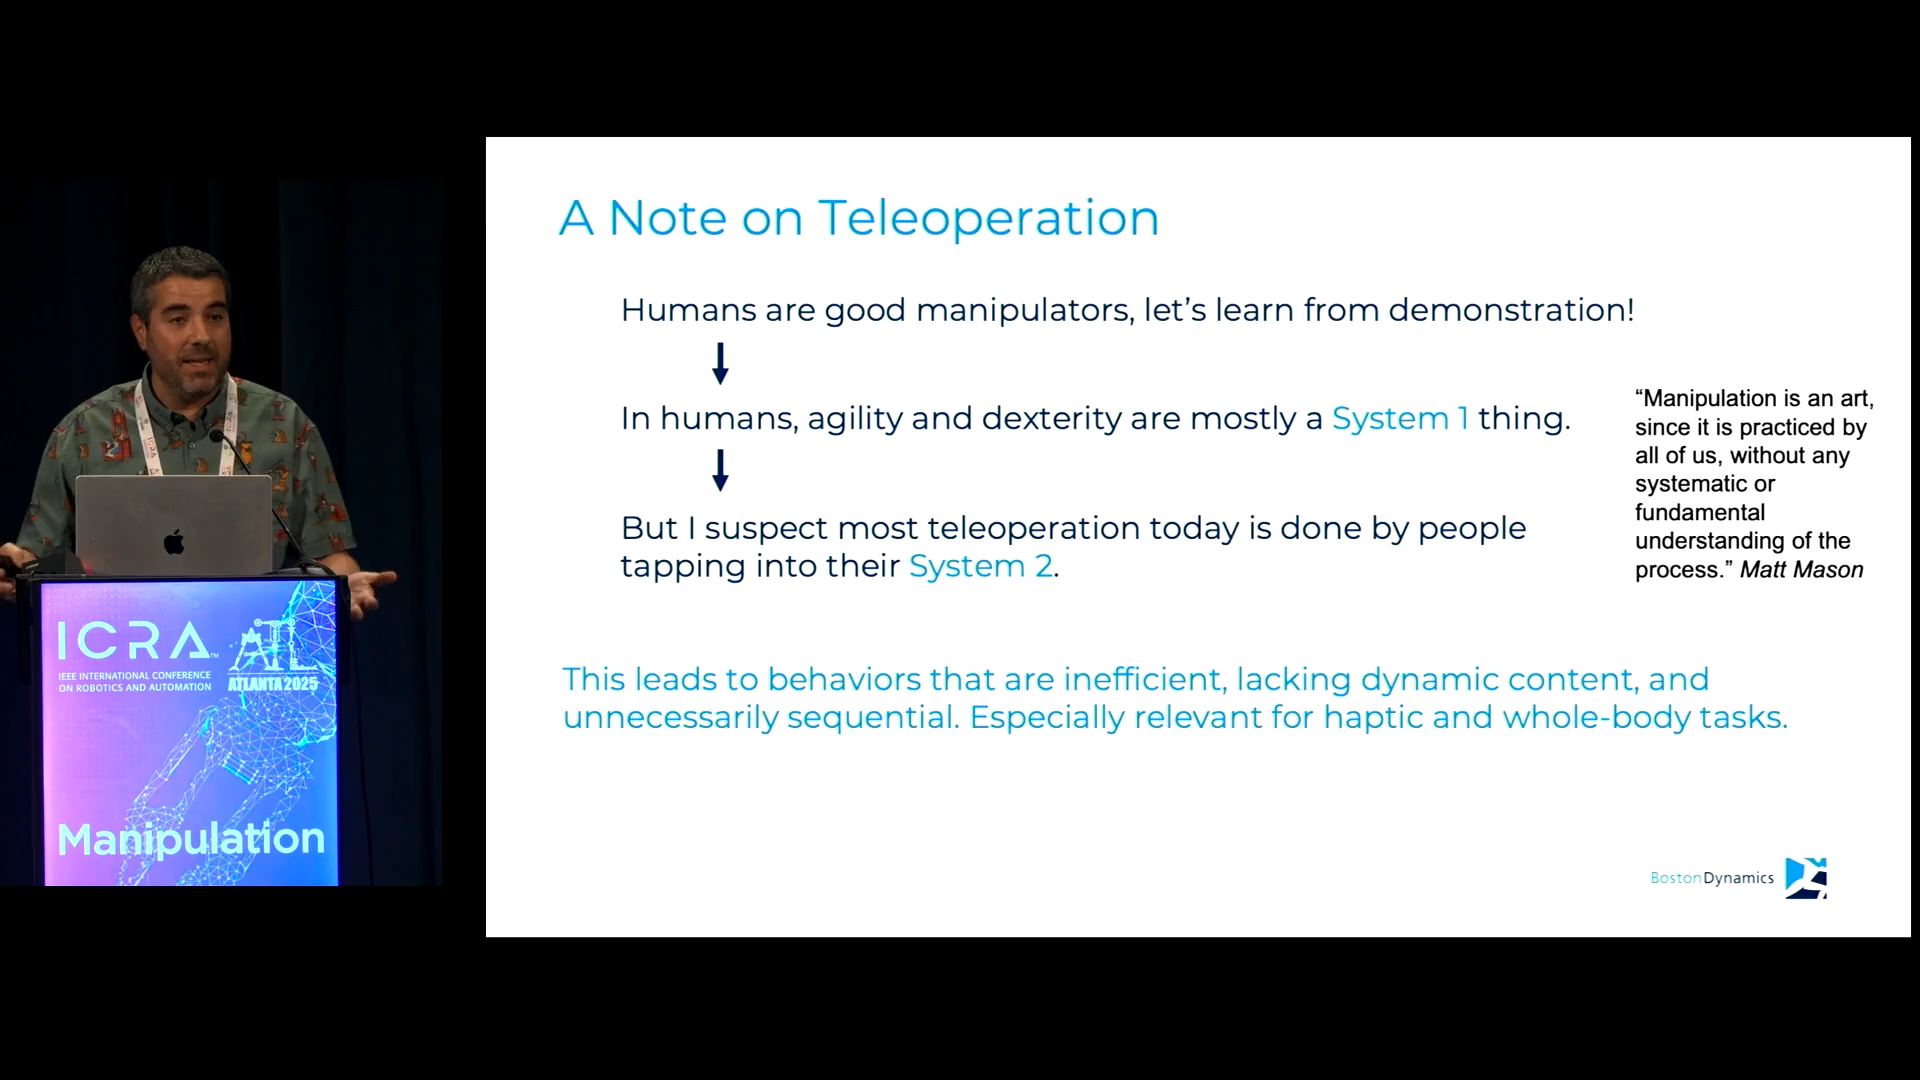 A Note on Teleoperation
Humans are good manipulators, let’s learn from demonstration!
In humans, agility and dexterity are mostly a System 1 thing.
But I suspect most teleoperation today is done by people
tapping into their System 2.
“Manipulation is an art,
since it is practiced by
all of us, without any
systematic or
fundamental
understanding of the
process.” Matt Mason
This leads to behaviors that are inefficient, lacking dynamic content, and
unnecessarily sequential. Especially relevant for haptic and whole-body tasks.
BostonDynamics
ICRA™
IEEE INTERNATIONAL CONFERENCE
ON ROBOTICS AND AUTOMATION
ATL
ATLANTA 2025
Manipulation